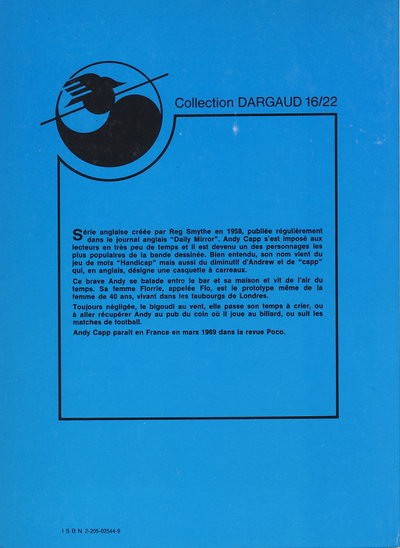 Collection DARGAUD 16/22
Série anglaise créée par Reg Smythe en 1958, publiée régulièrement
dans le journal anglais "Daily Mirror". Andy Capp s'est imposé aux
lecteurs en très peu de temps et il est devenu un des personnages les
plus populaires de la bande dessinée. Bien entendu, son nom vient du
jeu de mots "Handicap" mais aussi du diminutif d'Andrew et de "capp"
qui, en anglais, désigne une casquette à carreaux.
Ce brave Andy se balade entre le bar et sa maison et vit de l'air du
temps. Sa femme Florrie, appelée Flo, est le prototype même de la
femme de 40 ans, vivant dans les faubourgs de Londres.
Toujours négligée, le bigoudi au vent, elle passe son temps à crier, ou
à aller récupérer Andy au pub du coin où il joue au billard, ou suit les
matches de football.
Andy Capp paraît en France en mars 1969 dans la revue Poco.
I S B N 2-205-02544-9